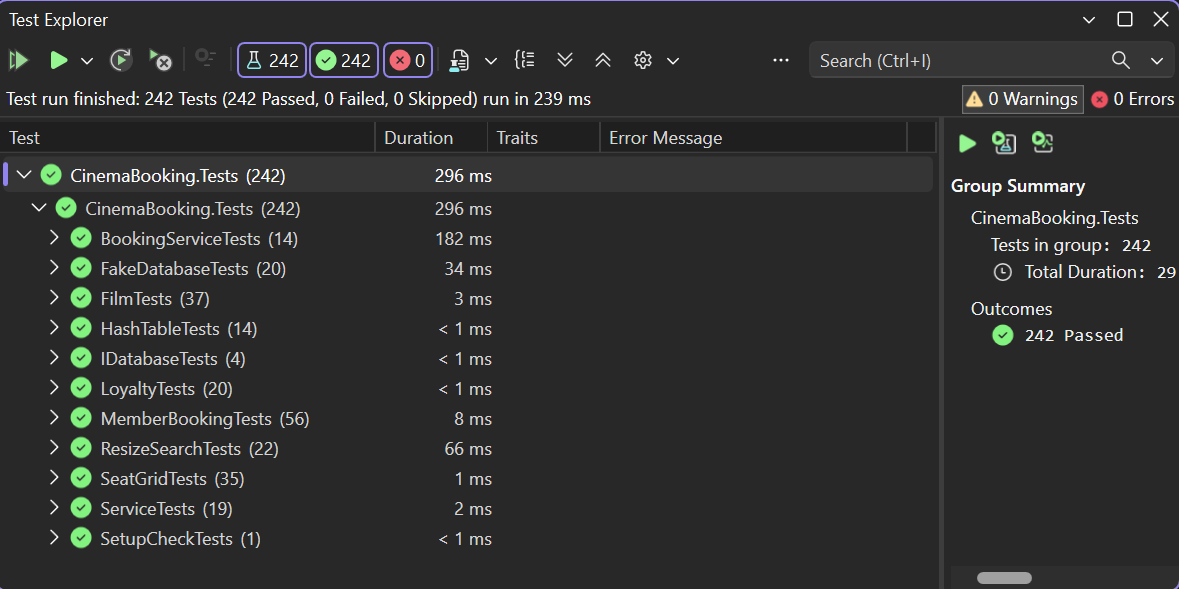 Test Explorer
242 242 0 Search (Ctrl+I)
Test run finished: 242 Tests (242 Passed, 0 Failed, 0 Skipped) run in 239 ms 0 Warnings 0 Errors
Test Duration Traits Error Message
CinemaBooking.Tests (242) 296 ms
CinemaBooking.Tests (242) 296 ms
BookingServiceTests (14) 182 ms
FakeDatabaseTests (20) 34 ms
FilmTests (37) 3 ms
HashTableTests (14) < 1 ms
IDatabaseTests (4) < 1 ms
LoyaltyTests (20) < 1 ms
MemberBookingTests (56) 8 ms
ResizeSearchTests (22) 66 ms
SeatGridTests (35) 1 ms
ServiceTests (19) 2 ms
SetupCheckTests (1) < 1 ms
Group Summary
CinemaBooking.Tests
Tests in group: 242
Total Duration: 29
Outcomes
242 Passed